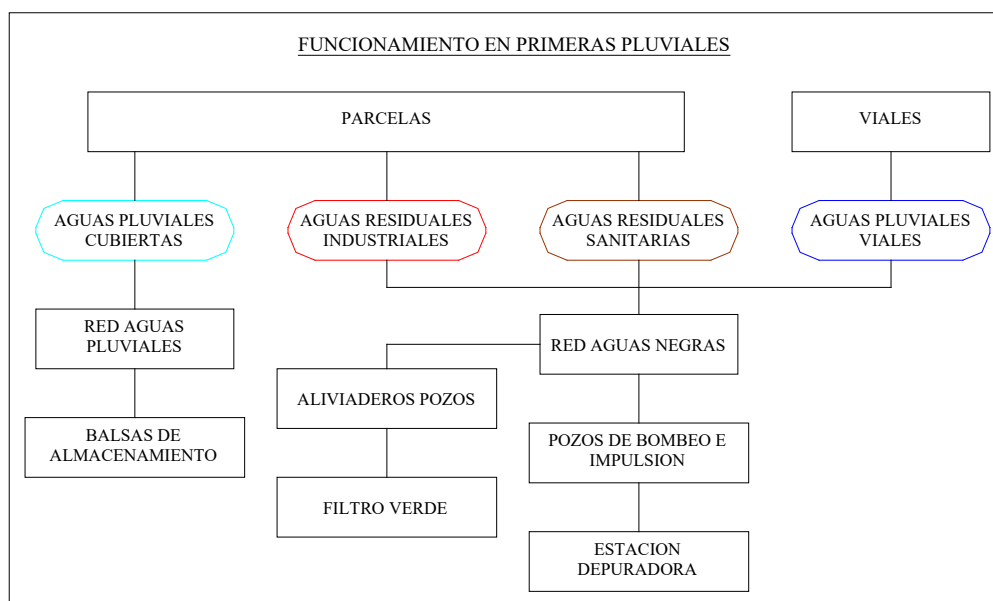 FUNCIONAMIENTO EN PRIMERAS PLUVIALES
PARCELAS
VIALES
AGUAS PLUVIALES
CUBIERTAS
AGUAS RESIDUALES
INDUSTRIALES
AGUAS RESIDUALES
SANITARIAS
AGUAS PLUVIALES
VIALES
RED AGUAS
PLUVIALES
RED AGUAS NEGRAS
ALIVIADEROS POZOS
BALSAS DE
ALMACENAMIENTO
POZOS DE BOMBEO E
IMPULSION
FILTRO VERDE
ESTACION
DEPURADORA